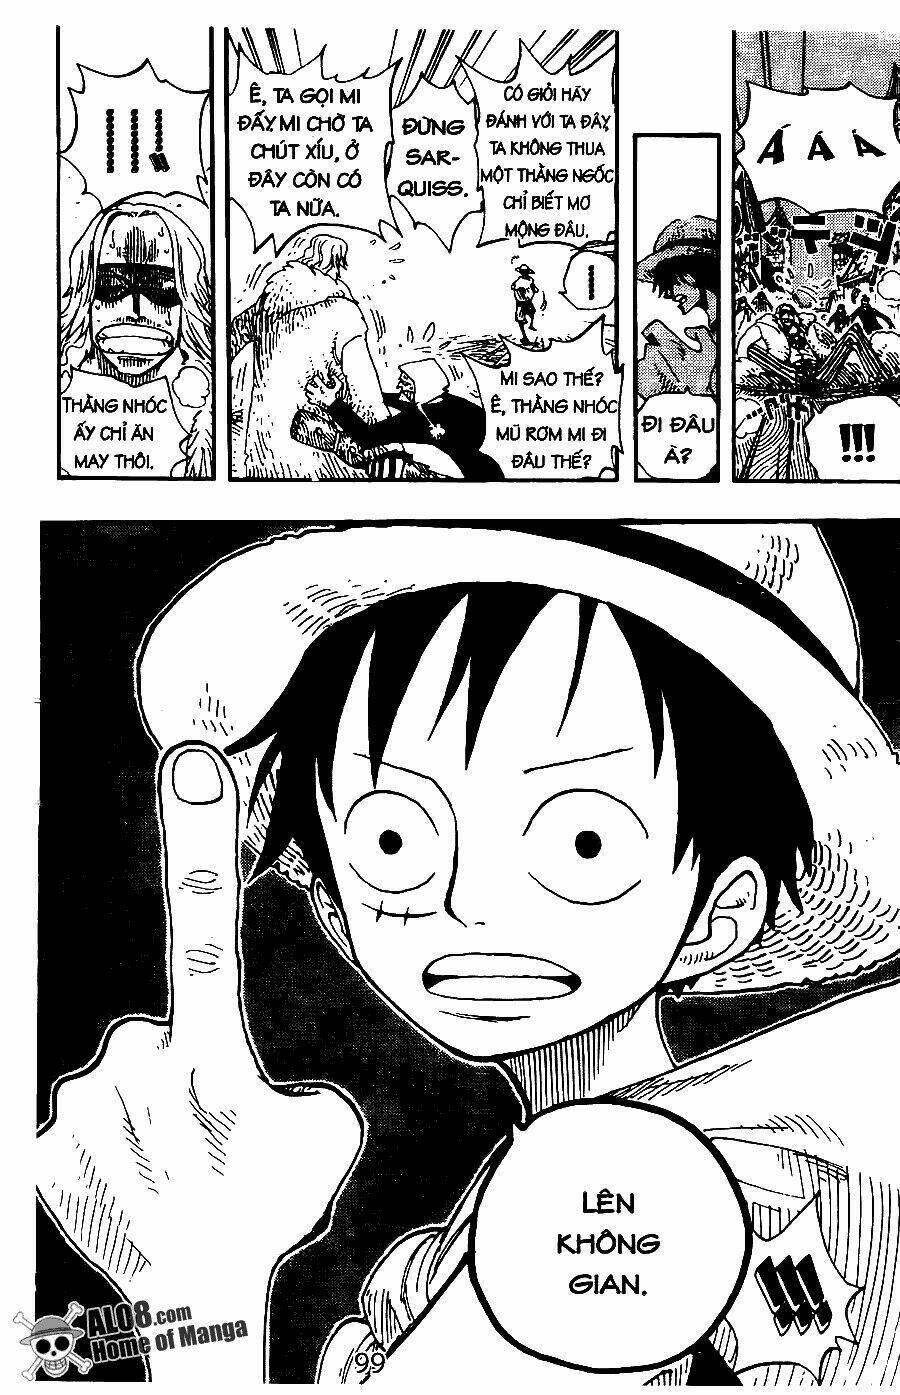 Ấ Á À
!!!
ĐI ĐÂU
À?
CÓ GIỎI HÃY
ĐÁNH VỚI TA ĐÂY,
TA KHÔNG THUA
MỘT THẰNG NGỐC
CHỈ BIẾT MƠ
MỘNG ĐÂU.
ĐỪNG
SAR-
QUISS.
Ê, TA GỌI MI
ĐẤY, MI CHỜ TA
CHÚT XÍU, Ở
ĐÂY CÒN CÓ
TA NỮA.
MI SAO THẾ?
Ê, THẰNG NHÓC
MŨ RƠM MI ĐI
ĐÂU THẾ?
THẰNG NHÓC
ẤY CHỈ ĂN
MAY THÔI.
LÊN
KHÔNG
GIAN.
!!!
ALO8.com
Home of Manga
99